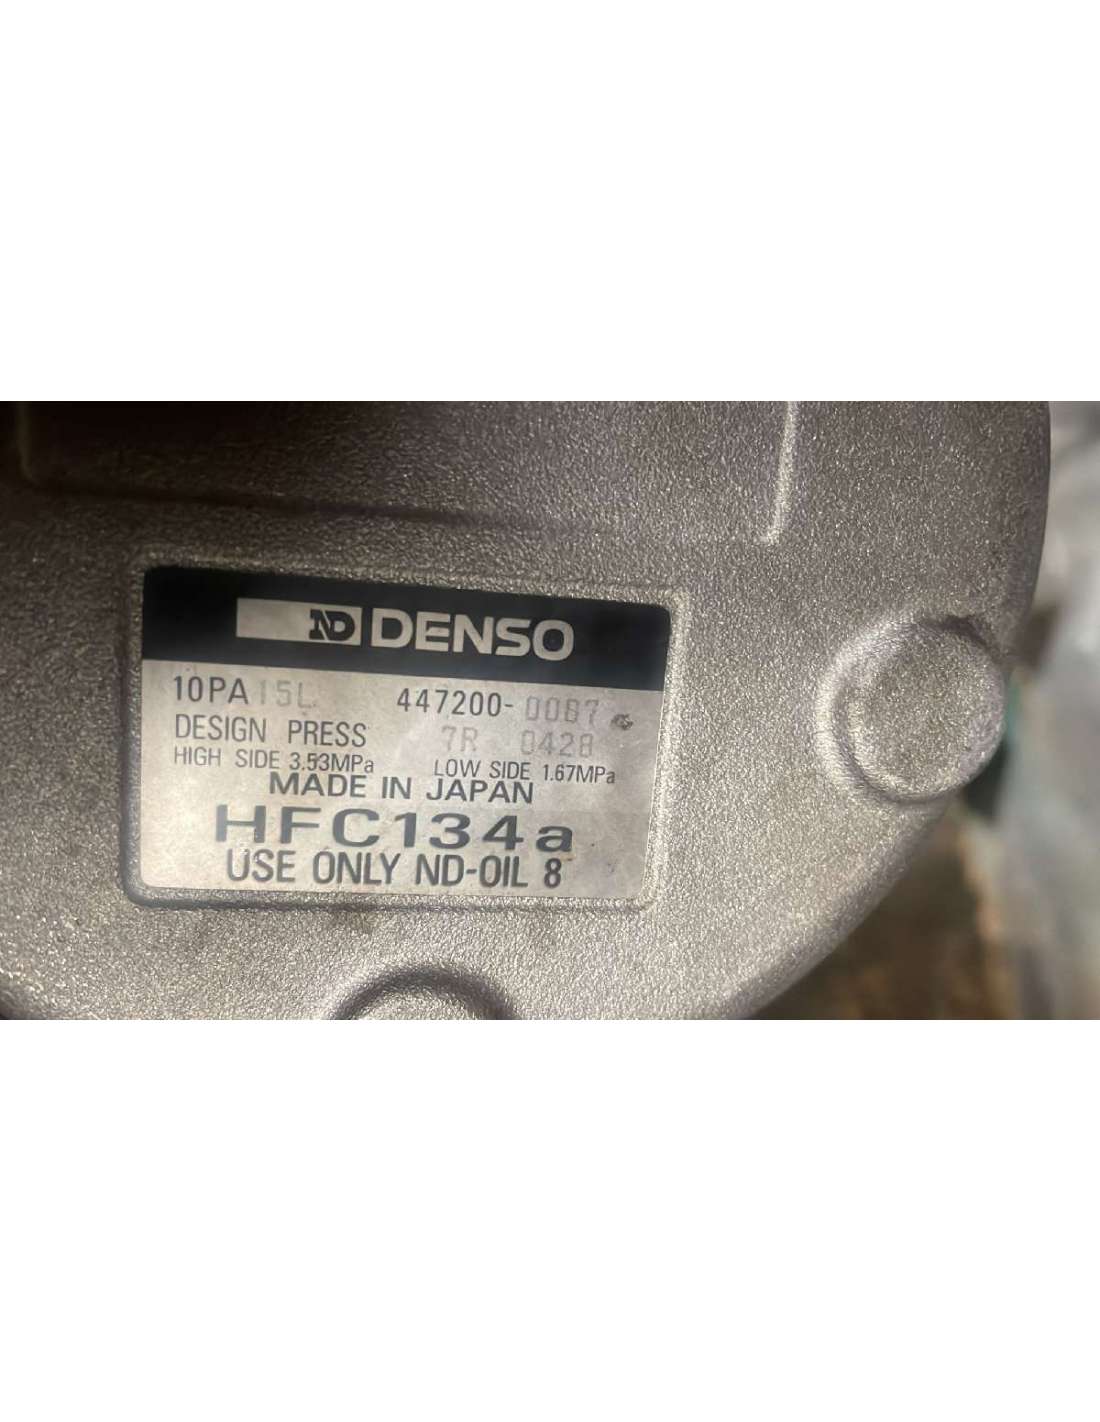 ND DENSO
10PA15L 447200-0087
DESIGN PRESS 7R 0428
HIGH SIDE 3.53MPa LOW SIDE 1.67MPa
MADE IN JAPAN
HFC134a
USE ONLY ND-OIL 8